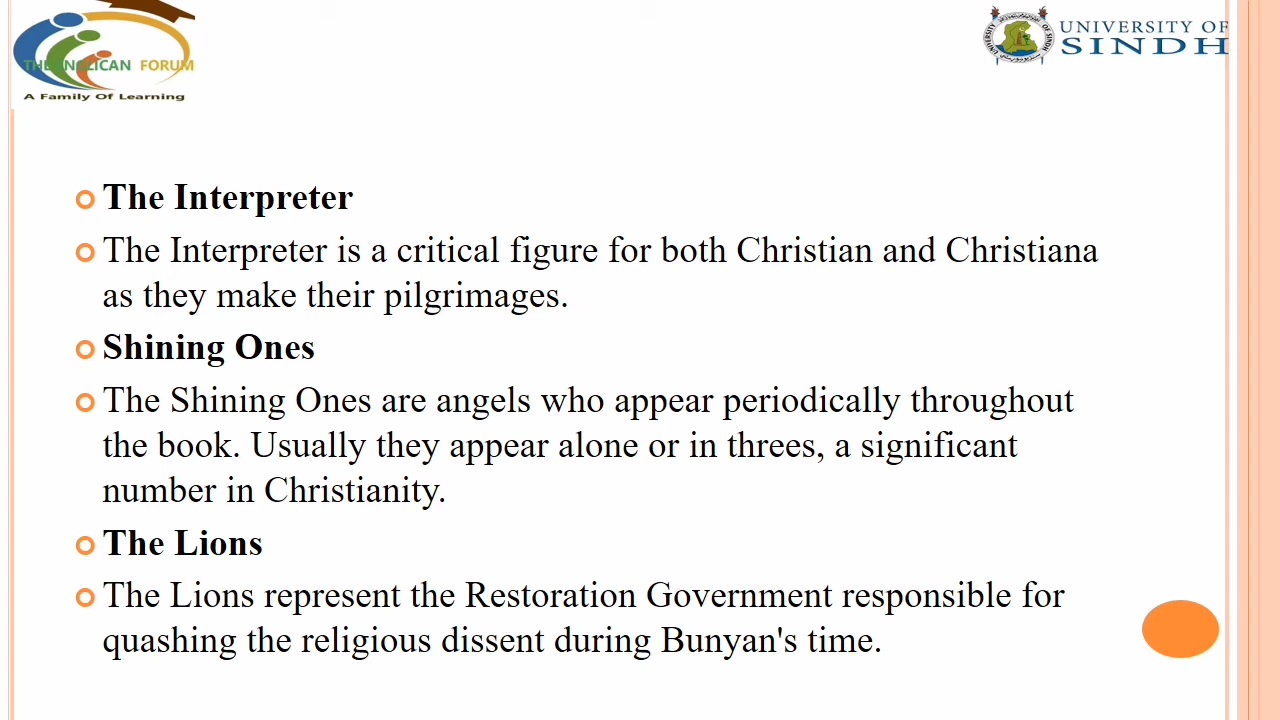 THE ANGLICAN FORUM
A Family Of Learning
UNIVERSITY OF
SINDH
The Interpreter
The Interpreter is a critical figure for both Christian and Christiana
as they make their pilgrimages.
Shining Ones
The Shining Ones are angels who appear periodically throughout
the book. Usually they appear alone or in threes, a significant
number in Christianity.
The Lions
The Lions represent the Restoration Government responsible for
quashing the religious dissent during Bunyan's time.